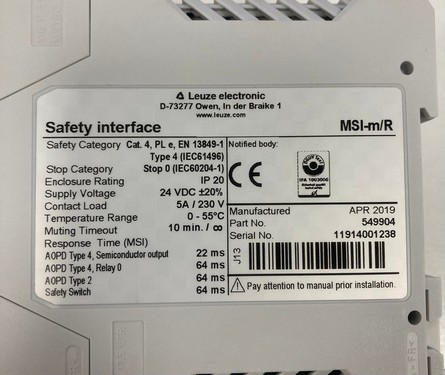 Leuze electronic
D-73277 Owen, In der Braike 1
www.leuze.com
Safety interface MSI-m/R
Safety Category Cat. 4, PL e, EN 13849-1
Type 4 (IEC61496)
Stop Category Stop 0 (IEC60204-1)
Enclosure Rating IP 20
Supply Voltage 24 VDC ±20%
Contact Load 5A / 230 V
Temperature Range 0 - 55°C
Muting Timeout 10 min. / ∞
Response Time (MSI)
AOPD Type 4, Semiconductor output 22 ms
AOPD Type 4, Relay0 64 ms
AOPD Type 2 64 ms
Safety Switch 64 ms
Notified body:
CE
Manufactured APR 2019
Part No. 549904
Serial No. 11914001238
J13
Pay attention to manual prior installation.